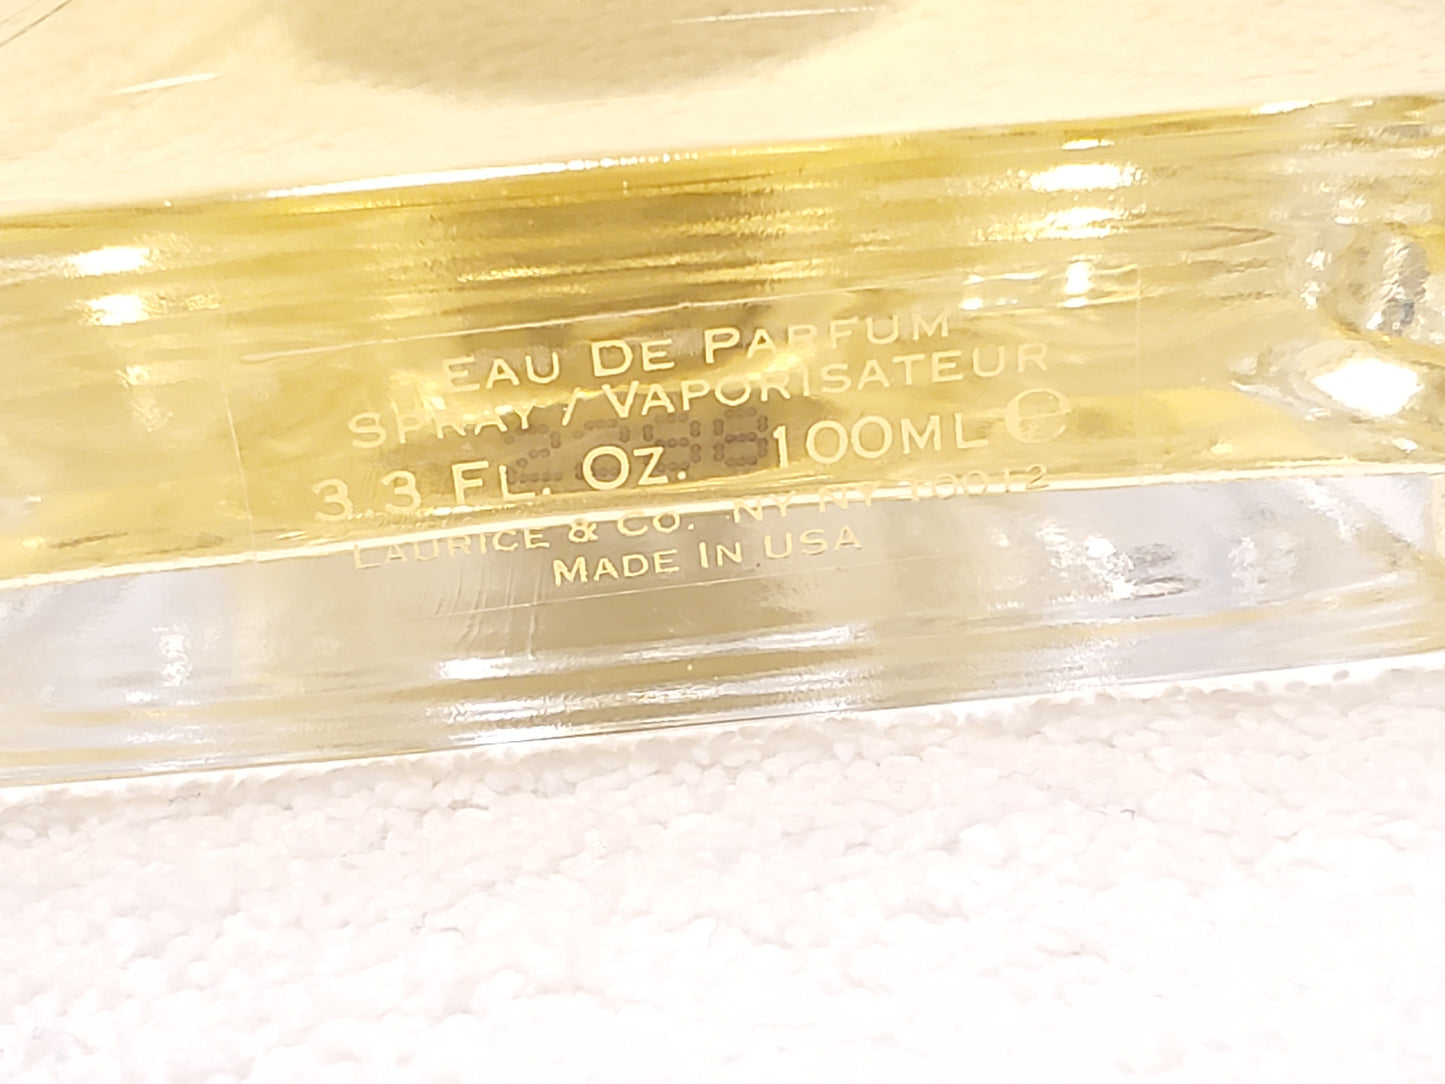 EAU DE PARFUM
SPRAY / VAPORISATEUR
3.3 FL. OZ. 100ML ℮
LAURICE & CO. NY NY 10012
MADE IN USA